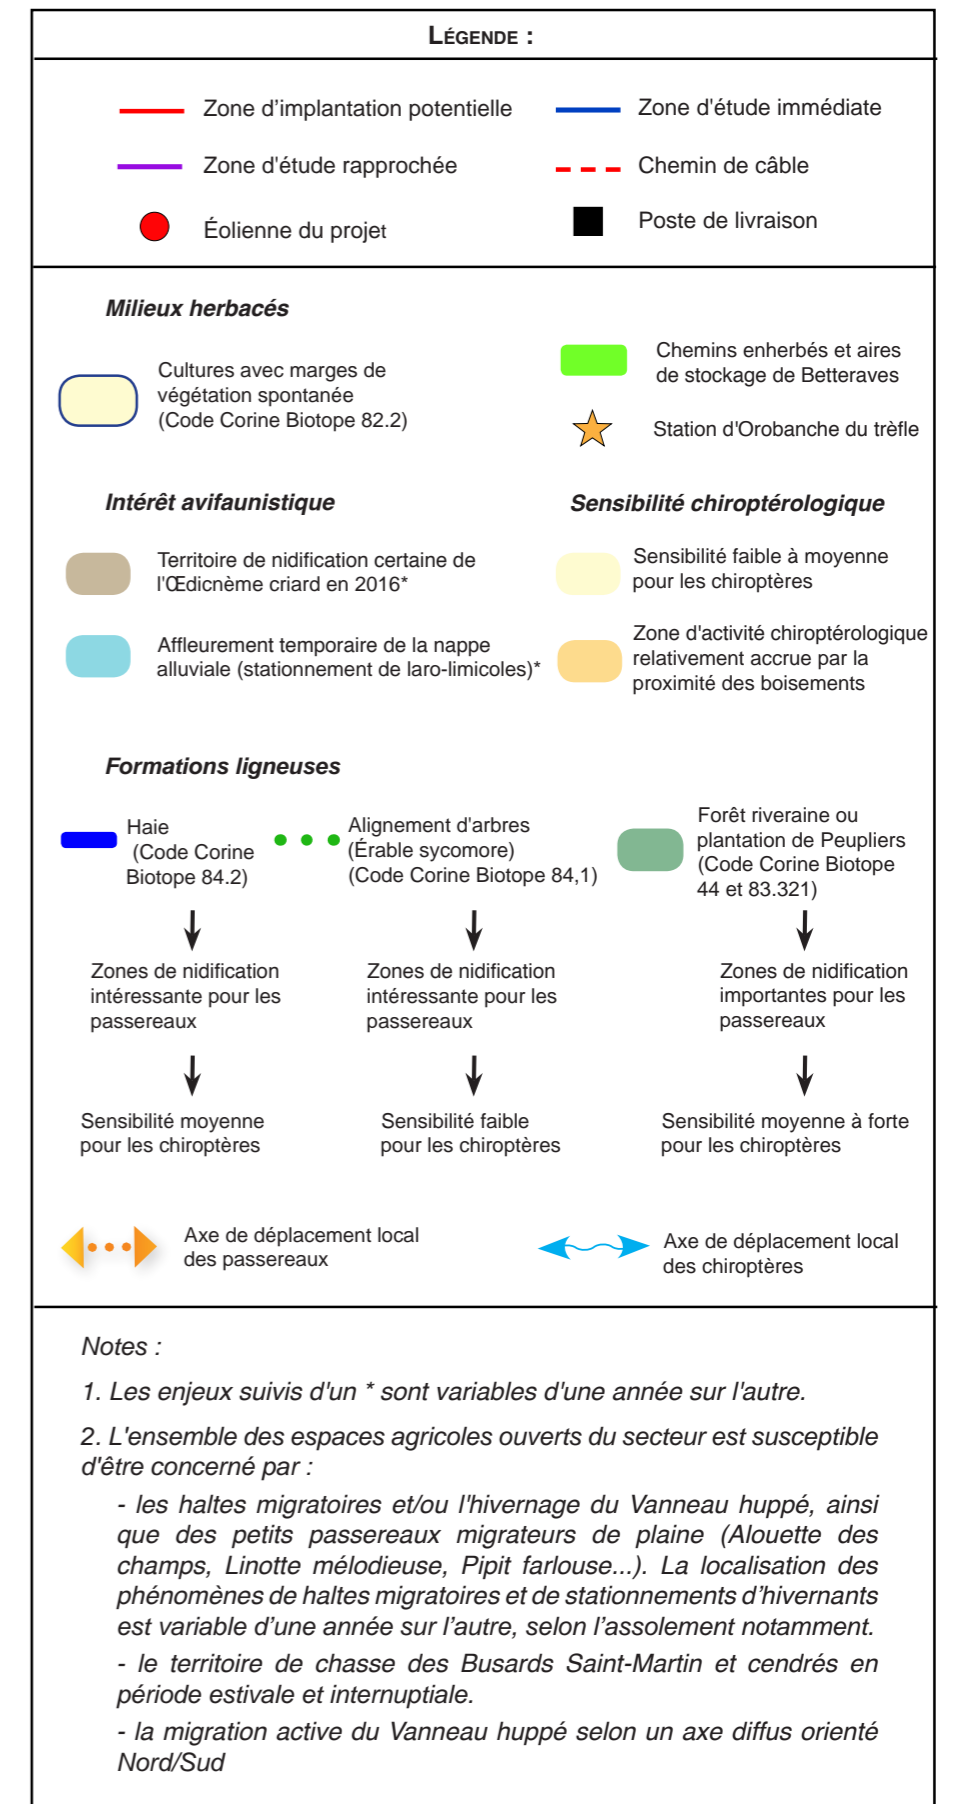 LÉGENDE :
Zone d’implantation potentielle
Zone d'étude immédiate
Zone d'étude rapprochée
Chemin de câble
Éolienne du projet
Poste de livraison
Milieux herbacés
Cultures avec marges de
végétation spontanée
(Code Corine Biotope 82.2)
Chemins enherbés et aires
de stockage de Betteraves
Station d'Orobanche du trèfle
Intérêt avifaunistique
Territoire de nidification certaine de
l'Œdicnème criard en 2016*
Affleurement temporaire de la nappe
alluviale (stationnement de laro-limicoles)*
Sensibilité chiroptérologique
Sensibilité faible à moyenne
pour les chiroptères
Zone d'activité chiroptérologique
relativement accrue par la
proximité des boisements
Formations ligneuses
Haie
(Code Corine
Biotope 84.2)
Alignement d'arbres
(Érable sycomore)
(Code Corine Biotope 84,1)
Forêt riveraine ou
plantation de Peupliers
(Code Corine Biotope
44 et 83.321)
Zones de nidification
intéressante pour les
passereaux
Zones de nidification
intéressante pour les
passereaux
Zones de nidification
importantes pour les
passereaux
Sensibilité moyenne
pour les chiroptères
Sensibilité faible
pour les chiroptères
Sensibilité moyenne à forte
pour les chiroptères
Axe de déplacement local
des passereaux
Axe de déplacement local
des chiroptères
Notes :
1. Les enjeux suivis d'un * sont variables d'une année sur l'autre.
2. L'ensemble des espaces agricoles ouverts du secteur est susceptible
d'être concerné par :
- les haltes migratoires et/ou l'hivernage du Vanneau huppé, ainsi
que des petits passereaux migrateurs de plaine (Alouette des
champs, Linotte mélodieuse, Pipit farlouse...). La localisation des
phénomènes de haltes migratoires et de stationnements d’hivernants
est variable d’une année sur l’autre, selon l’assolement notamment.
- le territoire de chasse des Busards Saint-Martin et cendrés en
période estivale et internuptiale.
- la migration active du Vanneau huppé selon un axe diffus orienté
Nord/Sud